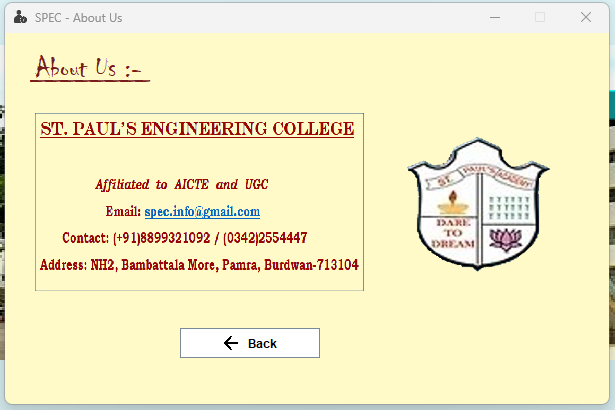 SPEC - About Us
About Us :-
ST. PAUL'S ENGINEERING COLLEGE
Affiliated to AICTE and UGC
Email: spec.info@gmail.com
Contact: (+91)8899321092 / (0342)2554447
Address: NH2, Bambattala More, Pamra, Burdwan-713104
ST. PAUL'S ACADEMY
DARE
TO
DREAM
Back